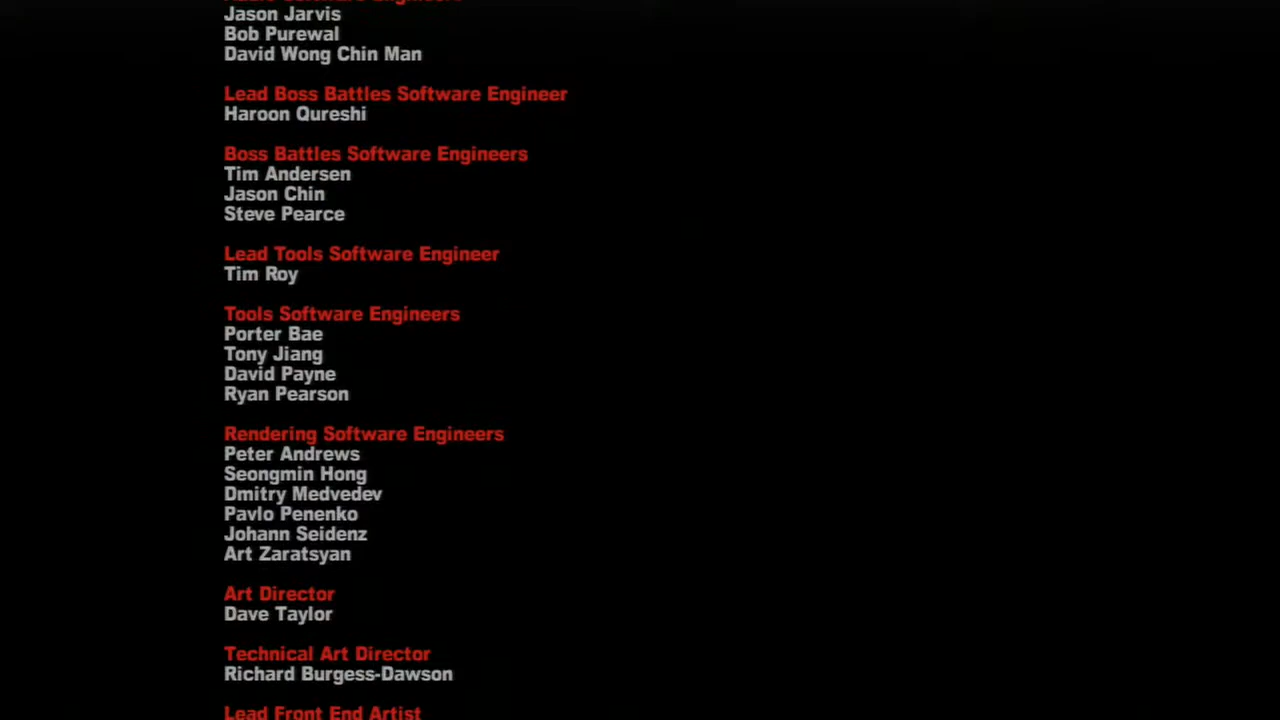 Software Engineers
Jason Jarvis
Bob Purewal
David Wong Chin Man
Lead Boss Battles Software Engineer
Haroon Qureshi
Boss Battles Software Engineers
Tim Andersen
Jason Chin
Steve Pearce
Lead Tools Software Engineer
Tim Roy
Tools Software Engineers
Porter Bae
Tony Jiang
David Payne
Ryan Pearson
Rendering Software Engineers
Peter Andrews
Seongmin Hong
Dmitry Medvedev
Pavlo Penenko
Johann Seidenz
Art Zaratsyan
Art Director
Dave Taylor
Technical Art Director
Richard Burgess-Dawson
Lead Front End Artist